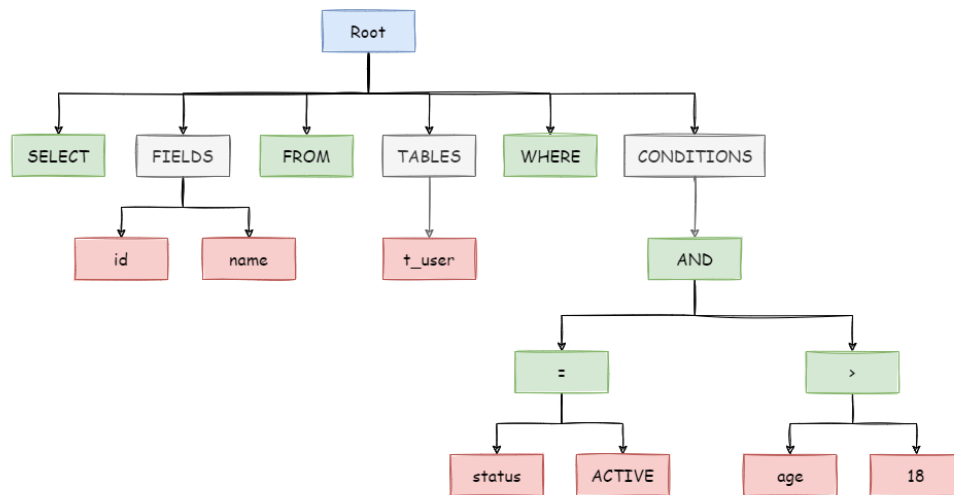 Root
SELECT
FIELDS
FROM
TABLES
WHERE
CONDITIONS
id
name
t_user
AND
=
>
status
ACTIVE
age
18